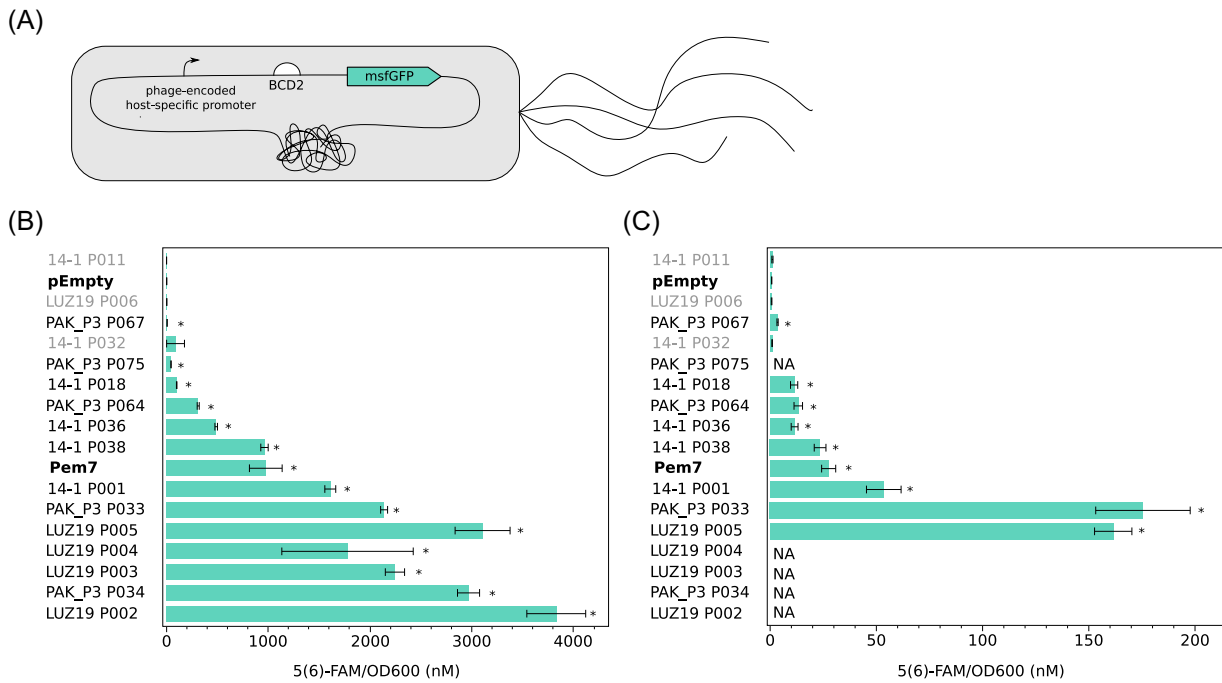 (A)
phage-encoded
host-specific promoter
BCD2
msfGFP
(B)
14-1 P011
pEmpty
LUZ19 P006
PAK_P3 P067 *
14-1 P032
PAK_P3 P075 *
14-1 P018 *
PAK_P3 P064 *
14-1 P036 *
14-1 P038 *
Pem7 *
14-1 P001 *
PAK_P3 P033 *
LUZ19 P005 *
LUZ19 P004 *
LUZ19 P003 *
PAK_P3 P034 *
LUZ19 P002 *
0 1000 2000 3000 4000
5(6)-FAM/OD600 (nM)
(C)
14-1 P011
pEmpty
LUZ19 P006
PAK_P3 P067 *
14-1 P032
PAK_P3 P075 NA
14-1 P018 *
PAK_P3 P064 *
14-1 P036 *
14-1 P038 *
Pem7 *
14-1 P001 *
PAK_P3 P033 *
LUZ19 P005 *
LUZ19 P004 NA
LUZ19 P003 NA
PAK_P3 P034 NA
LUZ19 P002 NA
0 50 100 150 200
5(6)-FAM/OD600 (nM)